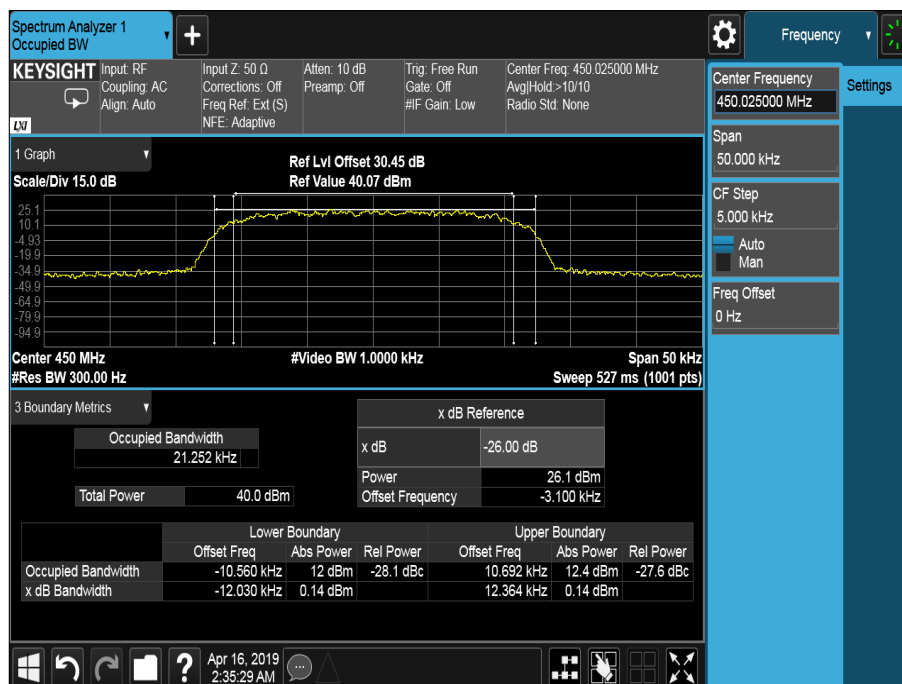 Spectrum Analyzer 1
Occupied BW
Frequency
KEYSIGHT
LXI
Input: RF
Coupling: AC
Align: Auto
Input Z: 50 Ω
Corrections: Off
Freq Ref: Ext (S)
NFE: Adaptive
Atten: 10 dB
Preamp: Off
Trig: Free Run
Gate: Off
#IF Gain: Low
Center Freq: 450.025000 MHz
Avg|Hold:>10/10
Radio Std: None
Center Frequency
450.025000 MHz
Settings
Span
50.000 kHz
CF Step
5.000 kHz
Auto
Man
Freq Offset
0 Hz
1 Graph
Scale/Div 15.0 dB
Ref Lvl Offset 30.45 dB
Ref Value 40.07 dBm
25.1
10.1
-4.93
-19.9
-34.9
-49.9
-64.9
-79.9
-94.9
Center 450 MHz #Video BW 1.0000 kHz Span 50 kHz
#Res BW 300.00 Hz Sweep 527 ms (1001 pts)
3 Boundary Metrics
Occupied Bandwidth
21.252 kHz
Total Power 40.0 dBm
x dB Reference
x dB -26.00 dB
Power 26.1 dBm
Offset Frequency -3.100 kHz
Lower Boundary Upper Boundary
Offset Freq Abs Power Rel Power Offset Freq Abs Power Rel Power
Occupied Bandwidth -10.560 kHz 12 dBm -28.1 dBc 10.692 kHz 12.4 dBm -27.6 dBc
x dB Bandwidth -12.030 kHz 0.14 dBm 12.364 kHz 0.14 dBm
?
Apr 16, 2019
2:35:29 AM